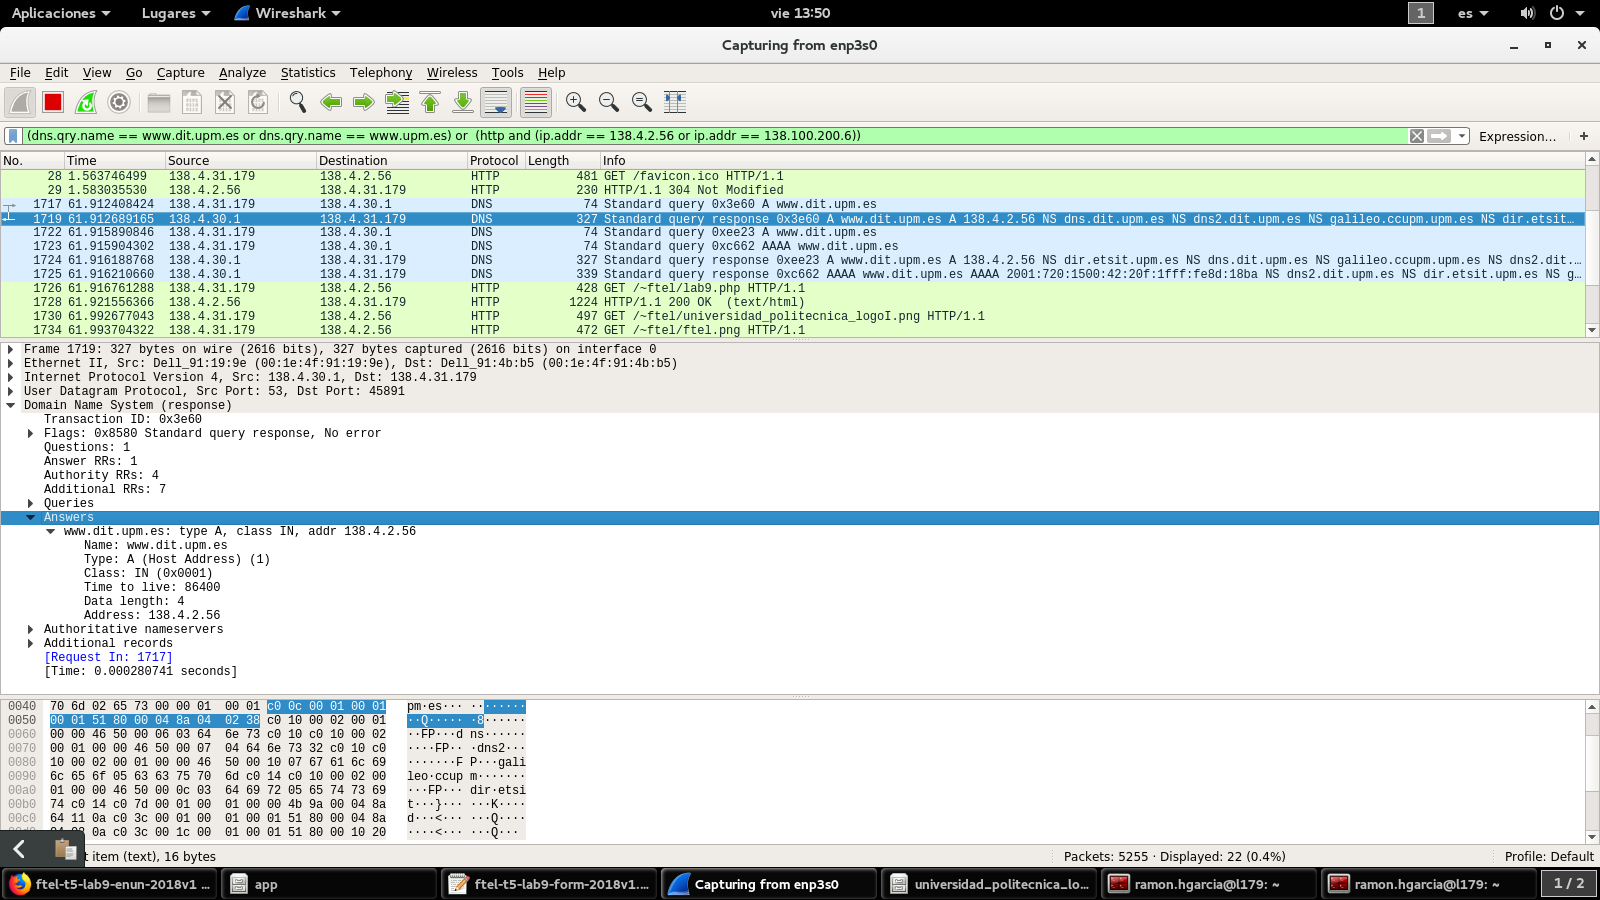 Aplicaciones Lugares Wireshark vie 13:50 1 es
Capturing from enp3s0
File Edit View Go Capture Analyze Statistics Telephony Wireless Tools Help
(dns.qry.name == www.dit.upm.es or dns.qry.name == www.upm.es) or (http and (ip.addr == 138.4.2.56 or ip.addr == 138.100.200.6)) Expression... +
No. Time Source Destination Protocol Length Info
28 1.563746499 138.4.31.179 138.4.2.56 HTTP 481 GET /favicon.ico HTTP/1.1
29 1.583035530 138.4.2.56 138.4.31.179 HTTP 230 HTTP/1.1 304 Not Modified
1717 61.912408424 138.4.31.179 138.4.30.1 DNS 74 Standard query 0x3e60 A www.dit.upm.es
1719 61.912689165 138.4.30.1 138.4.31.179 DNS 327 Standard query response 0x3e60 A www.dit.upm.es A 138.4.2.56 NS dns.dit.upm.es NS dns2.dit.upm.es NS galileo.ccupm.upm.es NS dir.etsit...
1722 61.915890846 138.4.31.179 138.4.30.1 DNS 74 Standard query 0xee23 A www.dit.upm.es
1723 61.915904302 138.4.31.179 138.4.30.1 DNS 74 Standard query 0xc662 AAAA www.dit.upm.es
1724 61.916188768 138.4.30.1 138.4.31.179 DNS 327 Standard query response 0xee23 A www.dit.upm.es A 138.4.2.56 NS dir.etsit.upm.es NS dns.dit.upm.es NS galileo.ccupm.upm.es NS dns2.dit....
1725 61.916210660 138.4.30.1 138.4.31.179 DNS 339 Standard query response 0xc662 AAAA www.dit.upm.es AAAA 2001:720:1500:42:20f:1fff:fe8d:18ba NS dns2.dit.upm.es NS dir.etsit.upm.es NS g...
1726 61.916761288 138.4.31.179 138.4.2.56 HTTP 428 GET /~ftel/lab9.php HTTP/1.1
1728 61.921556366 138.4.2.56 138.4.31.179 HTTP 1224 HTTP/1.1 200 OK (text/html)
1730 61.992677043 138.4.31.179 138.4.2.56 HTTP 497 GET /~ftel/universidad_politecnica_logoI.png HTTP/1.1
1734 61.993704322 138.4.31.179 138.4.2.56 HTTP 472 GET /~ftel/ftel.png HTTP/1.1
Frame 1719: 327 bytes on wire (2616 bits), 327 bytes captured (2616 bits) on interface 0
Ethernet II, Src: Dell_91:19:9e (00:1e:4f:91:19:9e), Dst: Dell_91:4b:b5 (00:1e:4f:91:4b:b5)
Internet Protocol Version 4, Src: 138.4.30.1, Dst: 138.4.31.179
User Datagram Protocol, Src Port: 53, Dst Port: 45891
Domain Name System (response)
Transaction ID: 0x3e60
Flags: 0x8580 Standard query response, No error
Questions: 1
Answer RRs: 1
Authority RRs: 4
Additional RRs: 7
Queries
Answers
www.dit.upm.es: type A, class IN, addr 138.4.2.56
Name: www.dit.upm.es
Type: A (Host Address) (1)
Class: IN (0x0001)
Time to live: 86400
Data length: 4
Address: 138.4.2.56
Authoritative nameservers
Additional records
[Request In: 1717]
[Time: 0.000280741 seconds]
0040 70 6d 02 65 73 00 00 01 00 01 c0 0c 00 01 00 01 pm·es··· ········
0050 00 01 51 80 00 04 8a 04 02 38 c0 10 00 02 00 01 ··Q····· ·8······
0060 00 00 46 50 00 06 03 64 6e 73 c0 10 c0 10 00 02 ··FP···d ns······
0070 00 01 00 00 46 50 00 07 04 64 6e 73 32 c0 10 c0 ····FP·· ·dns2···
0080 10 00 02 00 01 00 00 46 50 00 10 07 67 61 6c 69 ·······F P···gali
0090 6c 65 6f 05 63 63 75 70 6d c0 14 c0 10 00 02 00 leo·ccup m·······
00a0 01 00 00 46 50 00 0c 03 64 69 72 05 65 74 73 69 ···FP··· dir·etsi
00b0 74 c0 14 c0 7d 00 01 00 01 00 00 4b 9a 00 04 8a t···}··· ···K····
00c0 64 11 0a c0 3c 00 01 00 01 00 01 51 80 00 04 8a d···<··· ···Q····
0a c0 3c 00 1c 00 01 00 01 51 80 00 10 20 ····<··· ···Q···
t item (text), 16 bytes Packets: 5255 · Displayed: 22 (0.4%) Profile: Default
ftel-t5-lab9-enun-2018v1 ... app ftel-t5-lab9-form-2018v1.... Capturing from enp3s0 universidad_politecnica_lo... ramon.hgarcia@l179: ~ ramon.hgarcia@l179: ~ 1 / 2